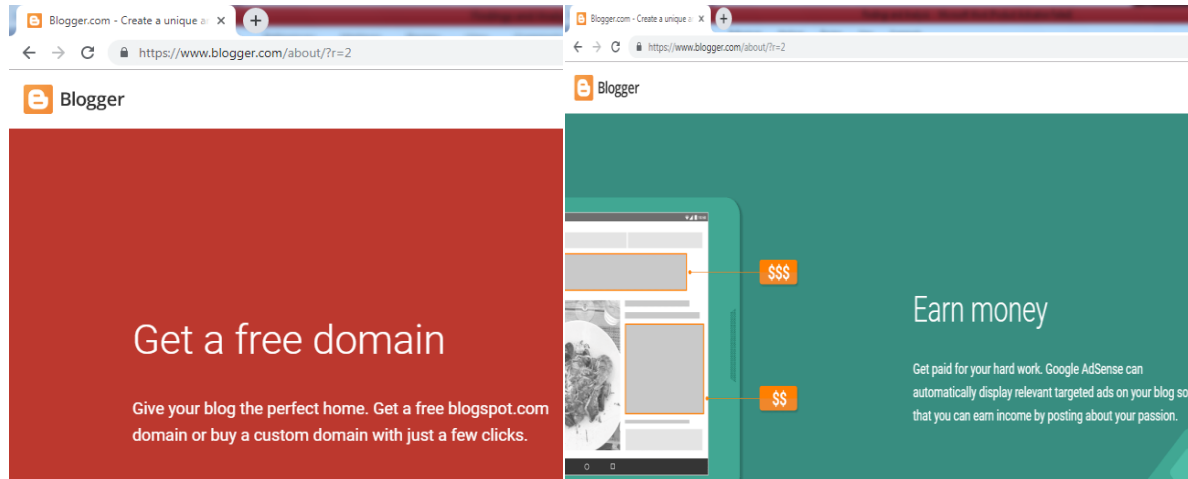 Blogger.com - Create a unique a
https://www.blogger.com/about/?r=2
Blogger
Get a free domain
Give your blog the perfect home. Get a free blogspot.com
domain or buy a custom domain with just a few clicks.
Blogger.com - Create a unique a
https://www.blogger.com/about/?r=2
Blogger
$$$
$$
Earn money
Get paid for your hard work. Google AdSense can
automatically display relevant targeted ads on your blog so
that you can earn income by posting about your passion.